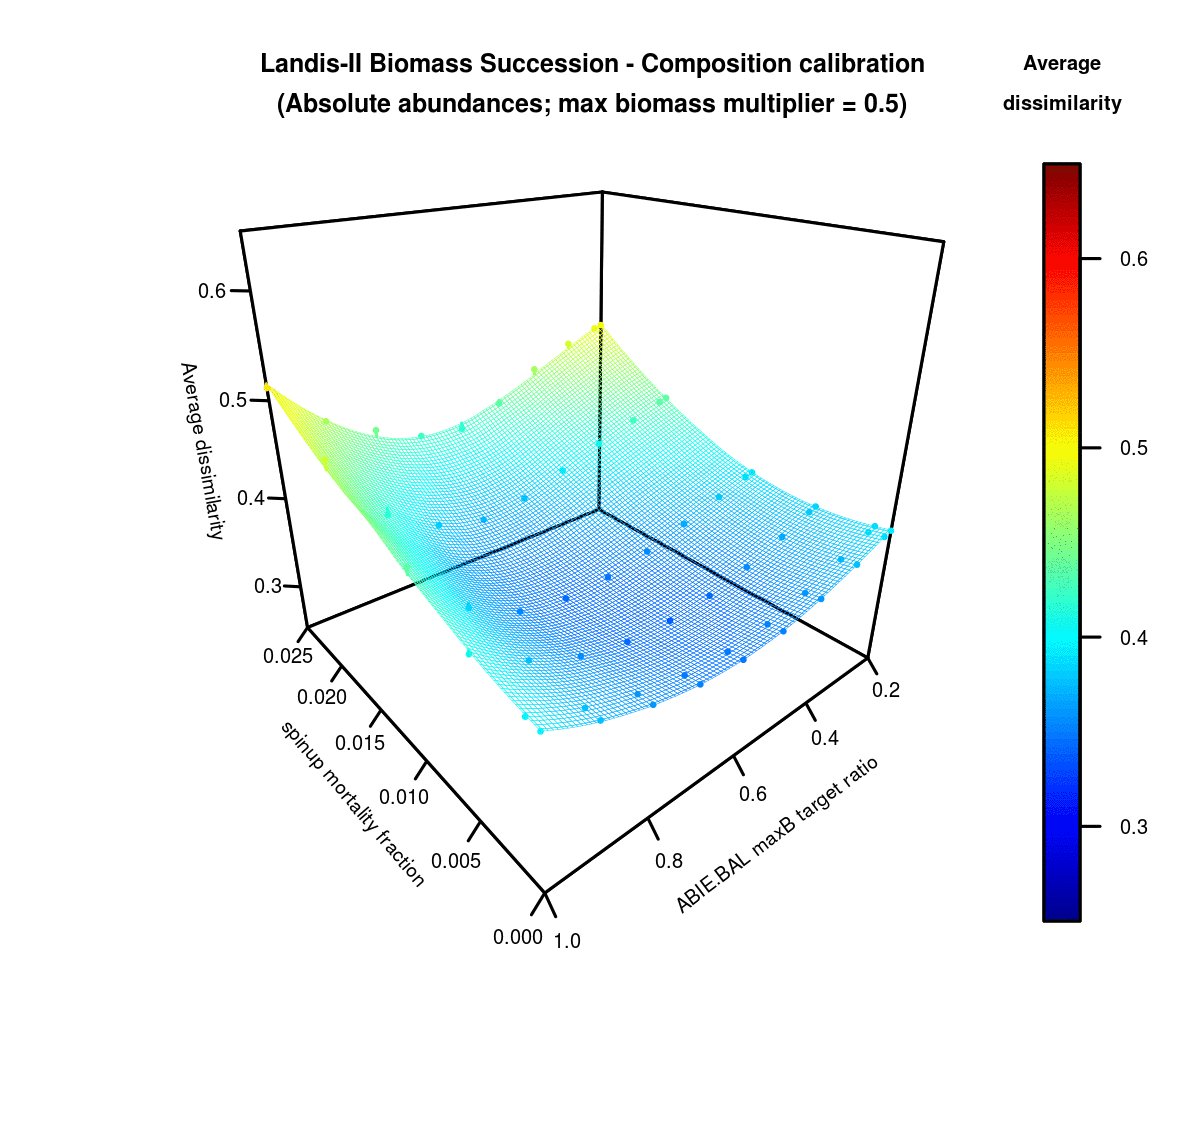 Landis-II Biomass Succession - Composition calibration
(Absolute abundances; max biomass multiplier = 0.5)
Average
dissimilarity
0.6
0.5
0.4
0.3
Average dissimilarity
0.025
0.020
0.015
0.010
0.005
0.000
spinup mortality fraction
1.0
0.8
0.6
0.4
0.2
ABIE.BAL maxB target ratio
0.6
0.5
0.4
0.3